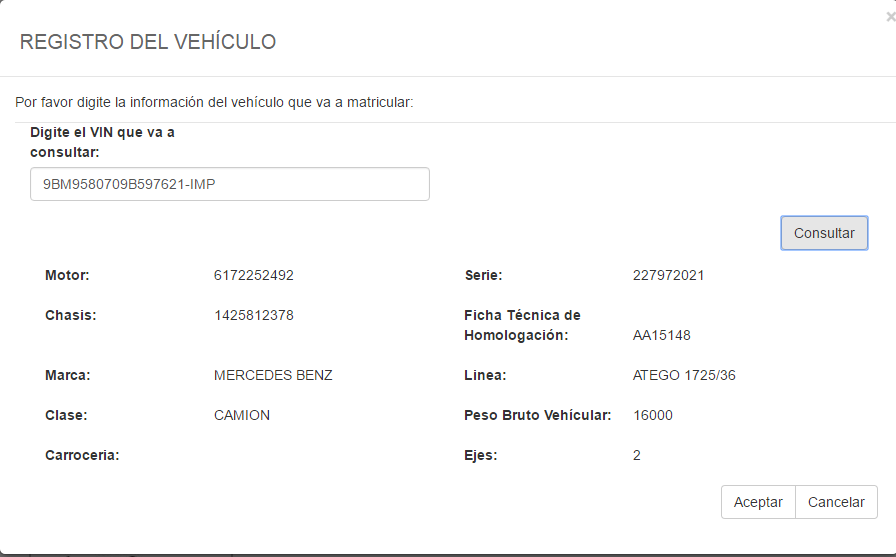 ×
REGISTRO DEL VEHÍCULO
Por favor digite la información del vehículo que va a matricular:
Digite el VIN que va a
consultar:
9BM9580709B597621-IMP
Consultar
Motor: 6172252492 Serie: 227972021
Chasis: 1425812378 Ficha Técnica de
Homologación: AA15148
Marca: MERCEDES BENZ Línea: ATEGO 1725/36
Clase: CAMION Peso Bruto Vehícular: 16000
Carroceria: Ejes: 2
Aceptar Cancelar